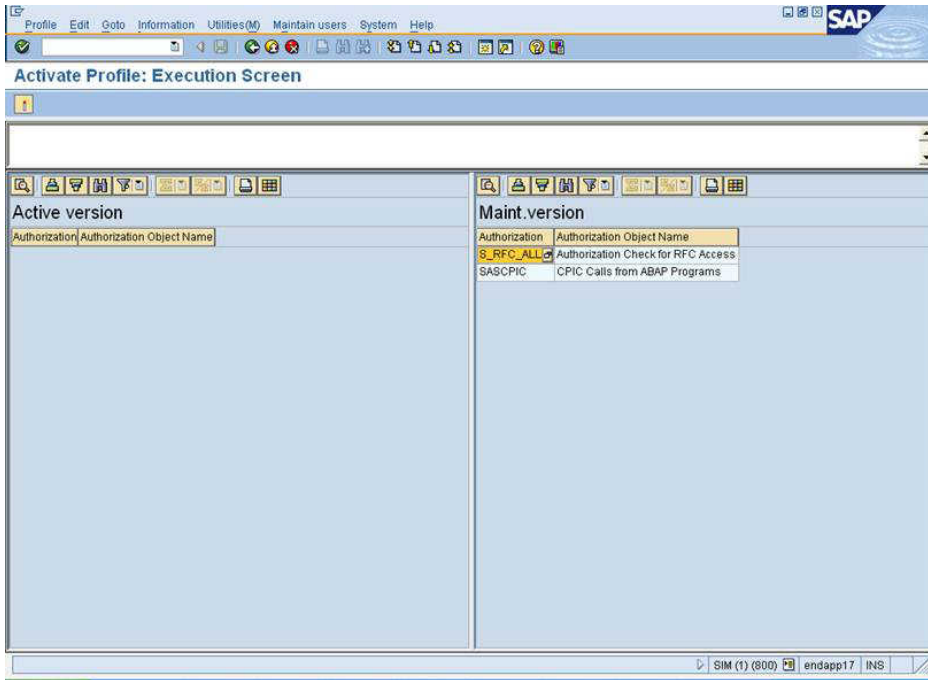 Profile Edit Goto Information Utilities(M) Maintain users System Help
SAP
Activate Profile: Execution Screen
Active version
Authorization Authorization Object Name
Maint.version
Authorization Authorization Object Name
S_RFC_ALL Authorization Check for RFC Access
SASCPIC CPIC Calls from ABAP Programs
SIM (1) (800) endapp17 INS